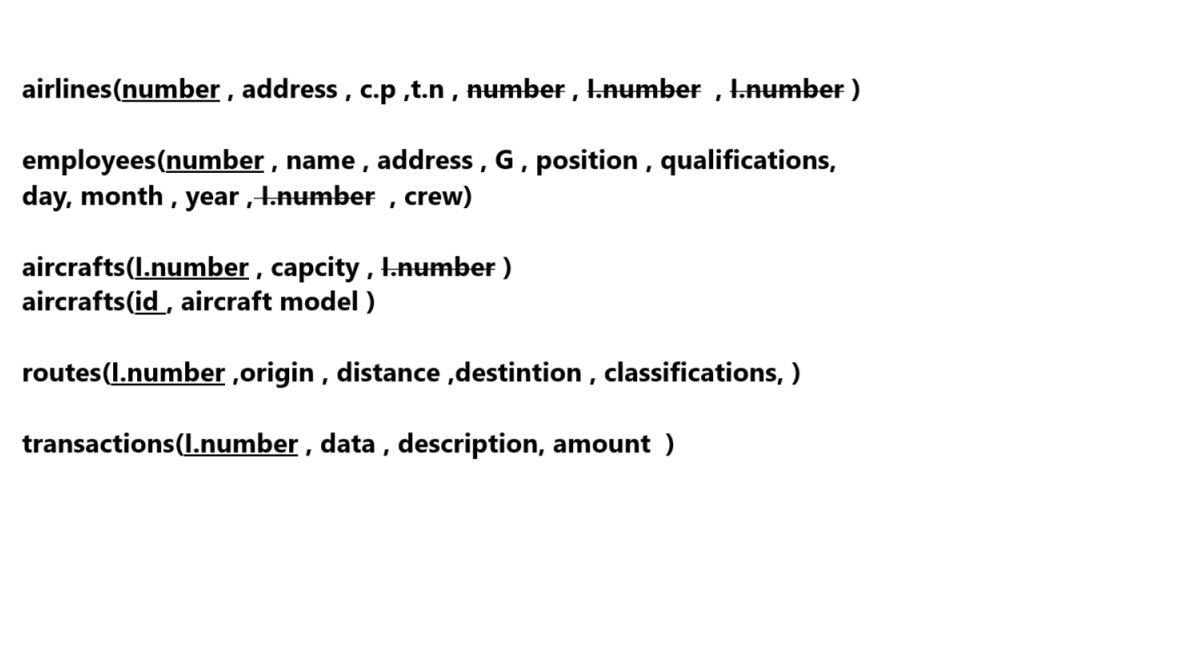 airlines(number , address , c.p ,t.n , number , I.number , I.number )
employees(number , name , address , G , position , qualifications,
day, month , year , I.number , crew)
aircrafts(I.number , capcity , I.number )
aircrafts(id , aircraft model )
routes(I.number ,origin , distance ,destintion , classifications, )
transactions(I.number , data , description, amount )